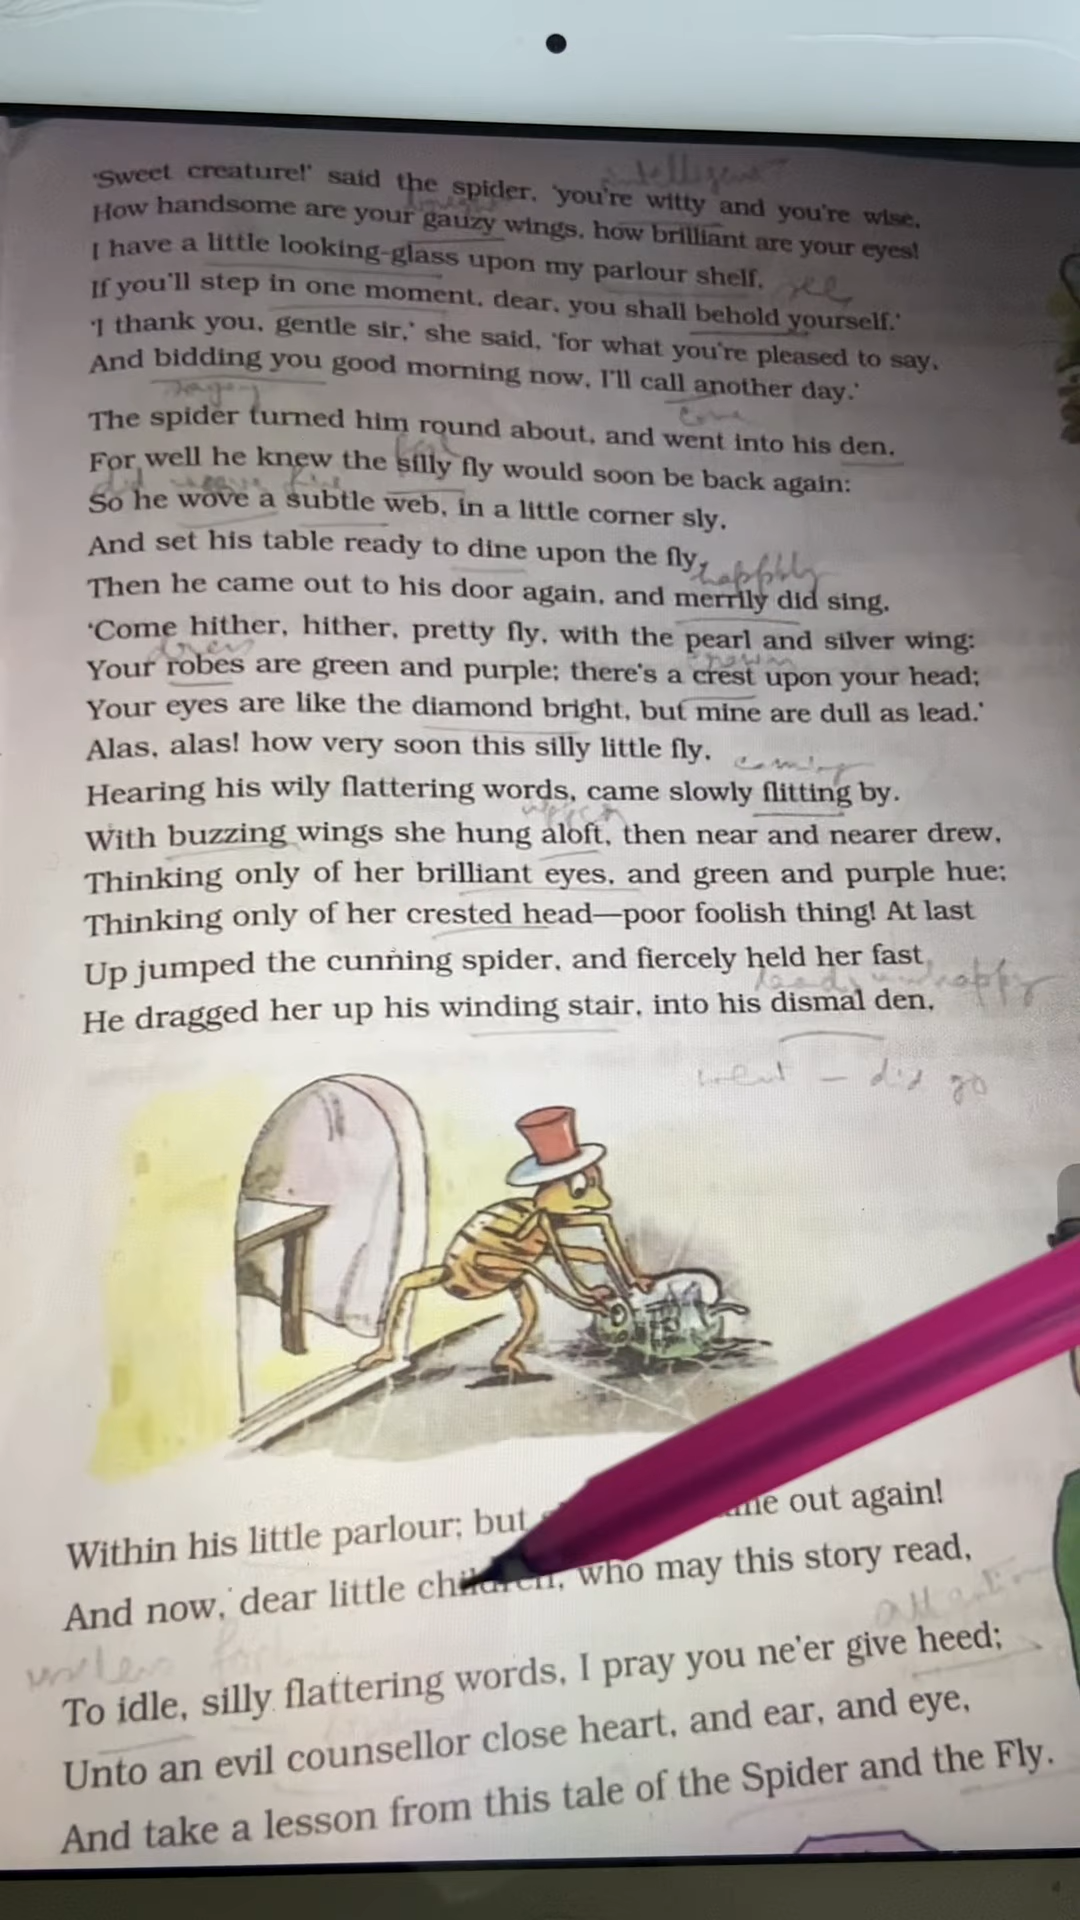 intelligent
'Sweet creature!' said the spider, 'you're witty and you're wise,
How handsome are your gauzy wings, how brilliant are your eyes!
I have a little looking-glass upon my parlour shelf,
see
If you'll step in one moment, dear, you shall behold yourself.'
'I thank you, gentle sir,' she said, 'for what you're pleased to say,
And bidding you good morning now, I'll call another day.'
come
The spider turned him round about, and went into his den,
For well he knew the silly fly would soon be back again:
did weave fine
So he wove a subtle web, in a little corner sly,
And set his table ready to dine upon the fly,
happily
Then he came out to his door again, and merrily did sing,
'Come hither, hither, pretty fly, with the pearl and silver wing:
dress crown
Your robes are green and purple; there's a crest upon your head;
Your eyes are like the diamond bright, but mine are dull as lead.'
Alas, alas! how very soon this silly little fly,
coming
Hearing his wily flattering words, came slowly flitting by.
With buzzing wings she hung aloft, then near and nearer drew,
Thinking only of her brilliant eyes, and green and purple hue;
Thinking only of her crested head—poor foolish thing! At last
Up jumped the cunning spider, and fiercely held her fast
unhappy
He dragged her up his winding stair, into his dismal den,
went - did go
Within his little parlour; but out again!
And now, dear little children, who may this story read,
To idle, silly flattering words, I pray you ne'er give heed;
Unto an evil counsellor close heart, and ear, and eye,
And take a lesson from this tale of the Spider and the Fly.